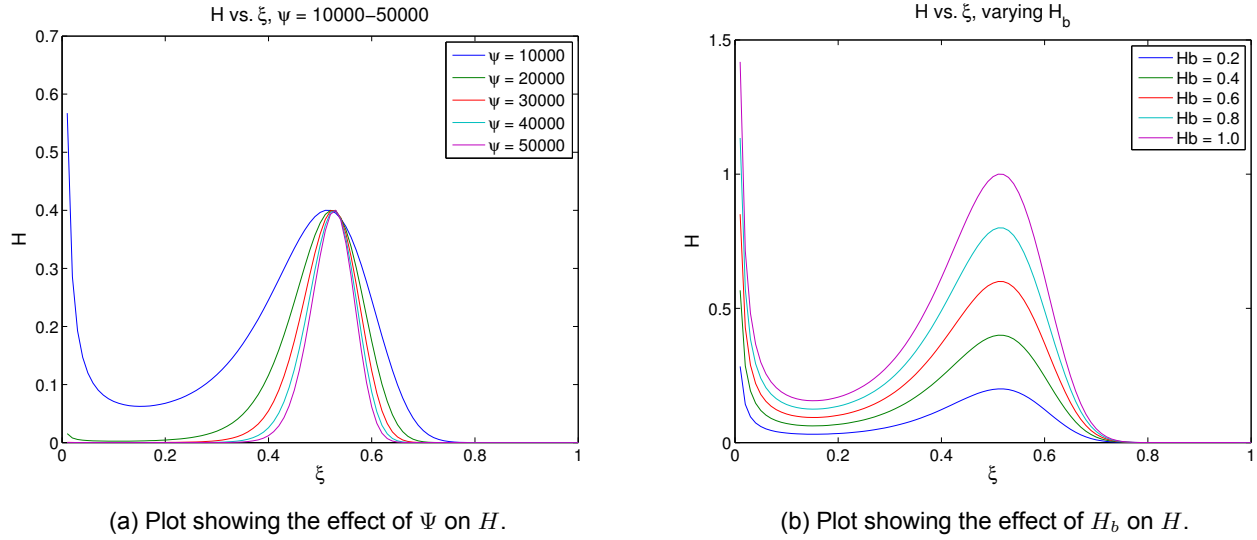 H vs. ξ, ψ = 10000−50000
0.7
0.6
0.5
0.4
0.3
0.2
0.1
0
H
0
0.2
0.4
0.6
0.8
1
ξ
ψ = 10000
ψ = 20000
ψ = 30000
ψ = 40000
ψ = 50000
(a) Plot showing the effect of Ψ on H.
H vs. ξ, varying H_b
1.5
1
0.5
0
H
0
0.2
0.4
0.6
0.8
1
ξ
Hb = 0.2
Hb = 0.4
Hb = 0.6
Hb = 0.8
Hb = 1.0
(b) Plot showing the effect of H_b on H.